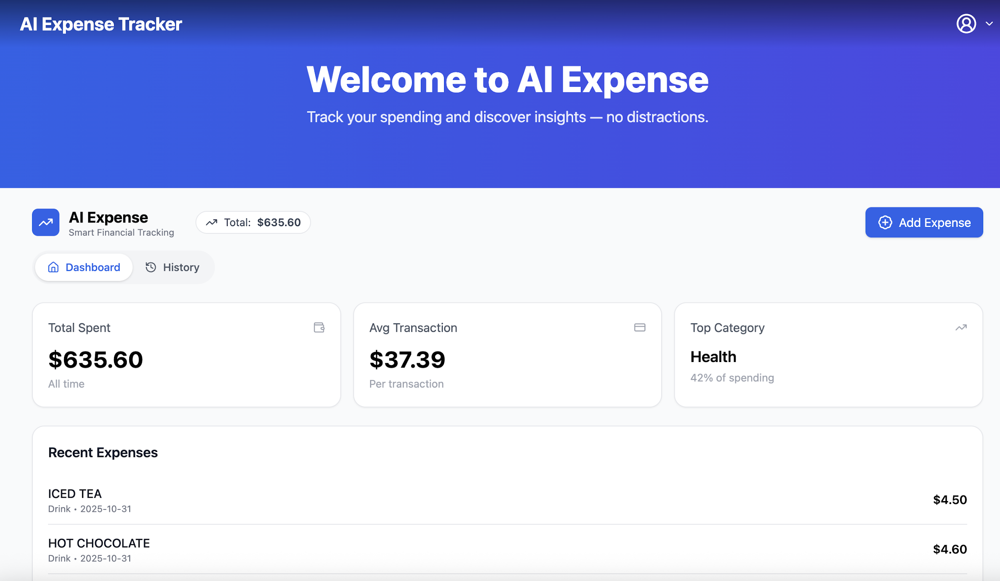 AI Expense Tracker
Welcome to AI Expense
Track your spending and discover insights — no distractions.
AI Expense
Smart Financial Tracking
Total: $635.60
Add Expense
Dashboard
History
Total Spent
$635.60
All time
Avg Transaction
$37.39
Per transaction
Top Category
Health
42% of spending
Recent Expenses
ICED TEA
Drink • 2025-10-31
$4.50
HOT CHOCOLATE
Drink • 2025-10-31
$4.60